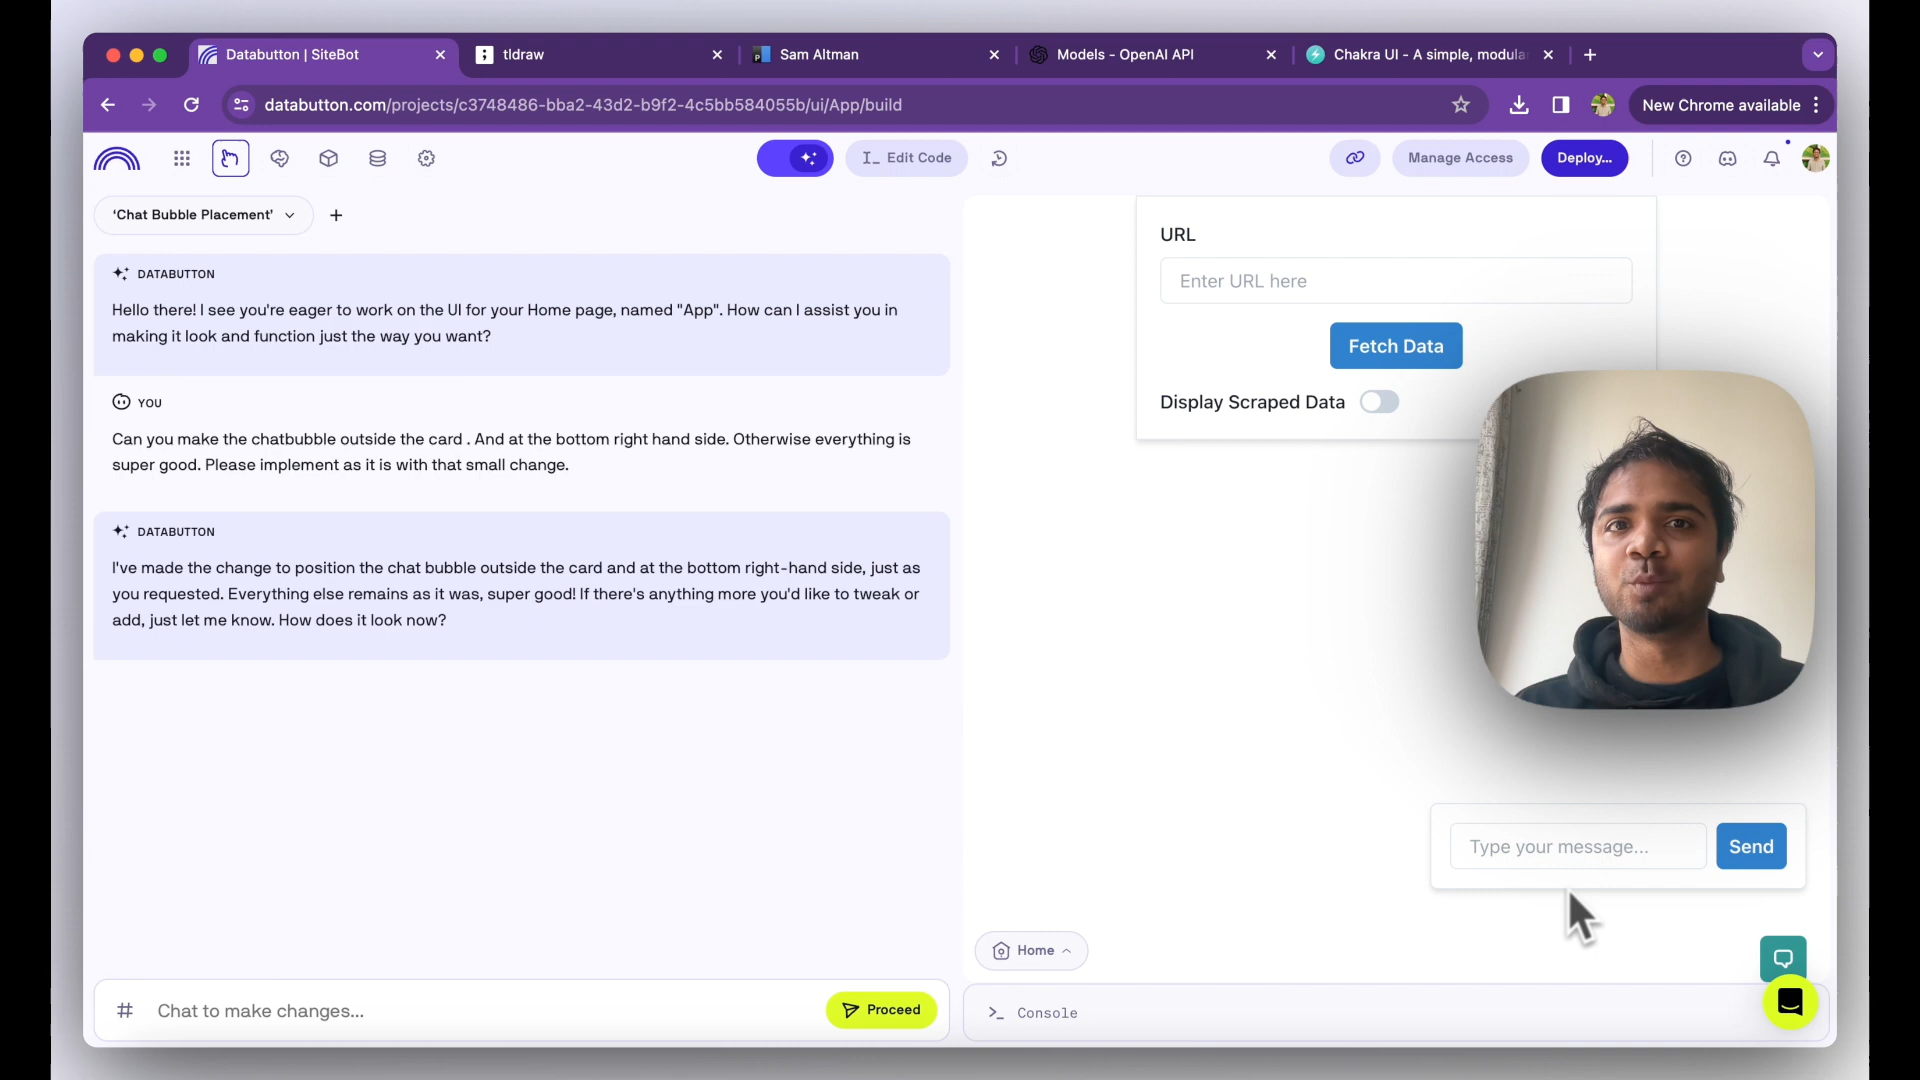 Databutton | SiteBot
tldraw
Sam Altman
Models - OpenAI API
Chakra UI - A simple, modula
databutton.com/projects/c3748486-bba2-43d2-b9f2-4c5bb584055b/ui/App/build
New Chrome available
Edit Code
Manage Access
Deploy...
'Chat Bubble Placement'
DATABUTTON
Hello there! I see you're eager to work on the UI for your Home page, named "App". How can I assist you in
making it look and function just the way you want?
YOU
Can you make the chatbubble outside the card . And at the bottom right hand side. Otherwise everything is
super good. Please implement as it is with that small change.
DATABUTTON
I've made the change to position the chat bubble outside the card and at the bottom right-hand side, just as
you requested. Everything else remains as it was, super good! If there's anything more you'd like to tweak or
add, just let me know. How does it look now?
# Chat to make changes...
Proceed
URL
Enter URL here
Fetch Data
Display Scraped Data
Type your message...
Send
Home
>_ Console